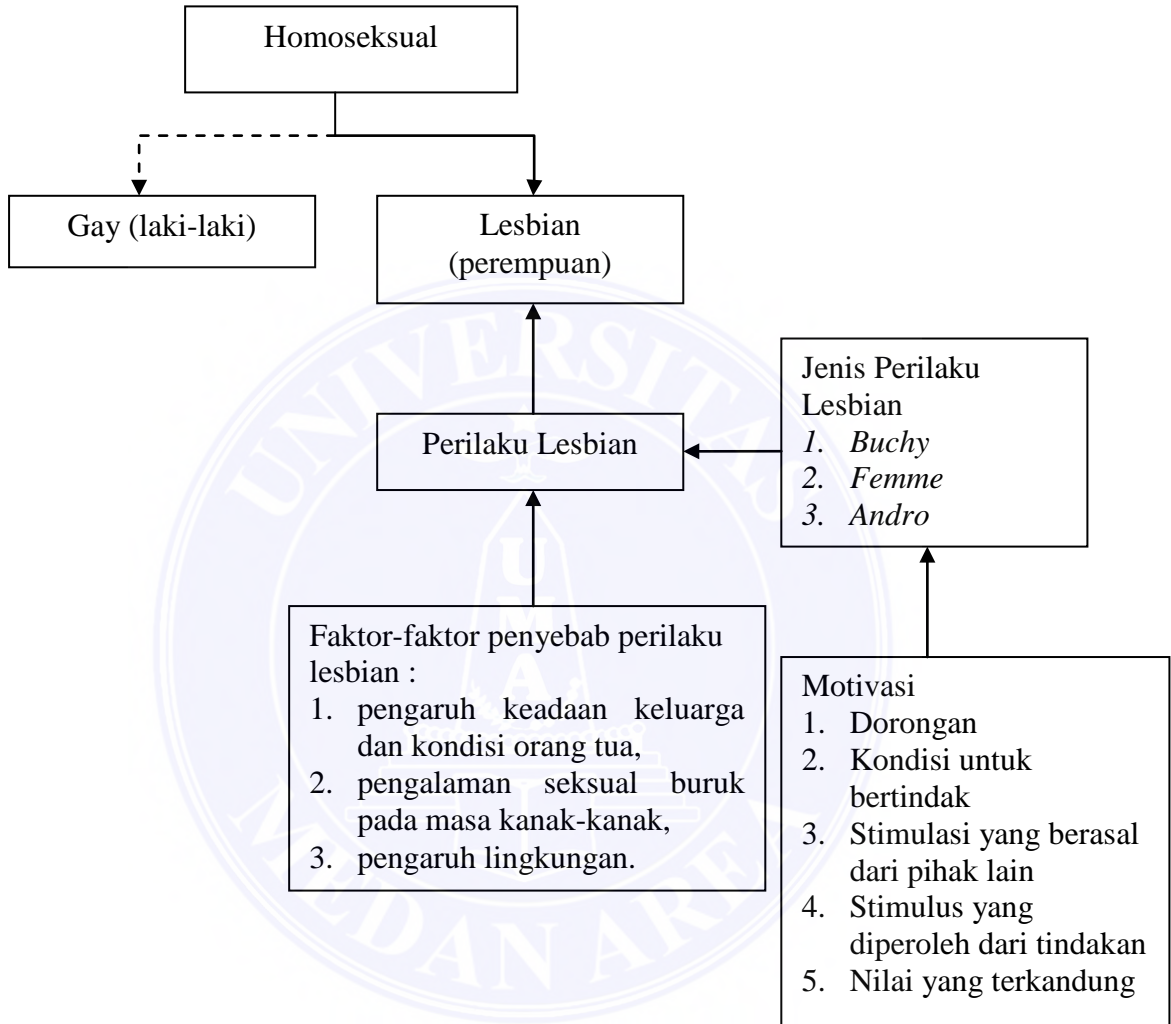 Homoseksual
Gay (laki-laki)
Lesbian
(perempuan)
Perilaku Lesbian
Jenis Perilaku
Lesbian
1. Buchy
2. Femme
3. Andro
Faktor-faktor penyebab perilaku
lesbian :
1. pengaruh keadaan keluarga
dan kondisi orang tua,
2. pengalaman seksual buruk
pada masa kanak-kanak,
3. pengaruh lingkungan.
Motivasi
1. Dorongan
2. Kondisi untuk
bertindak
3. Stimulasi yang berasal
dari pihak lain
4. Stimulus yang
diperoleh dari tindakan
5. Nilai yang terkandung
UNIVERSITAS
MEDAN AREA
U
M
A